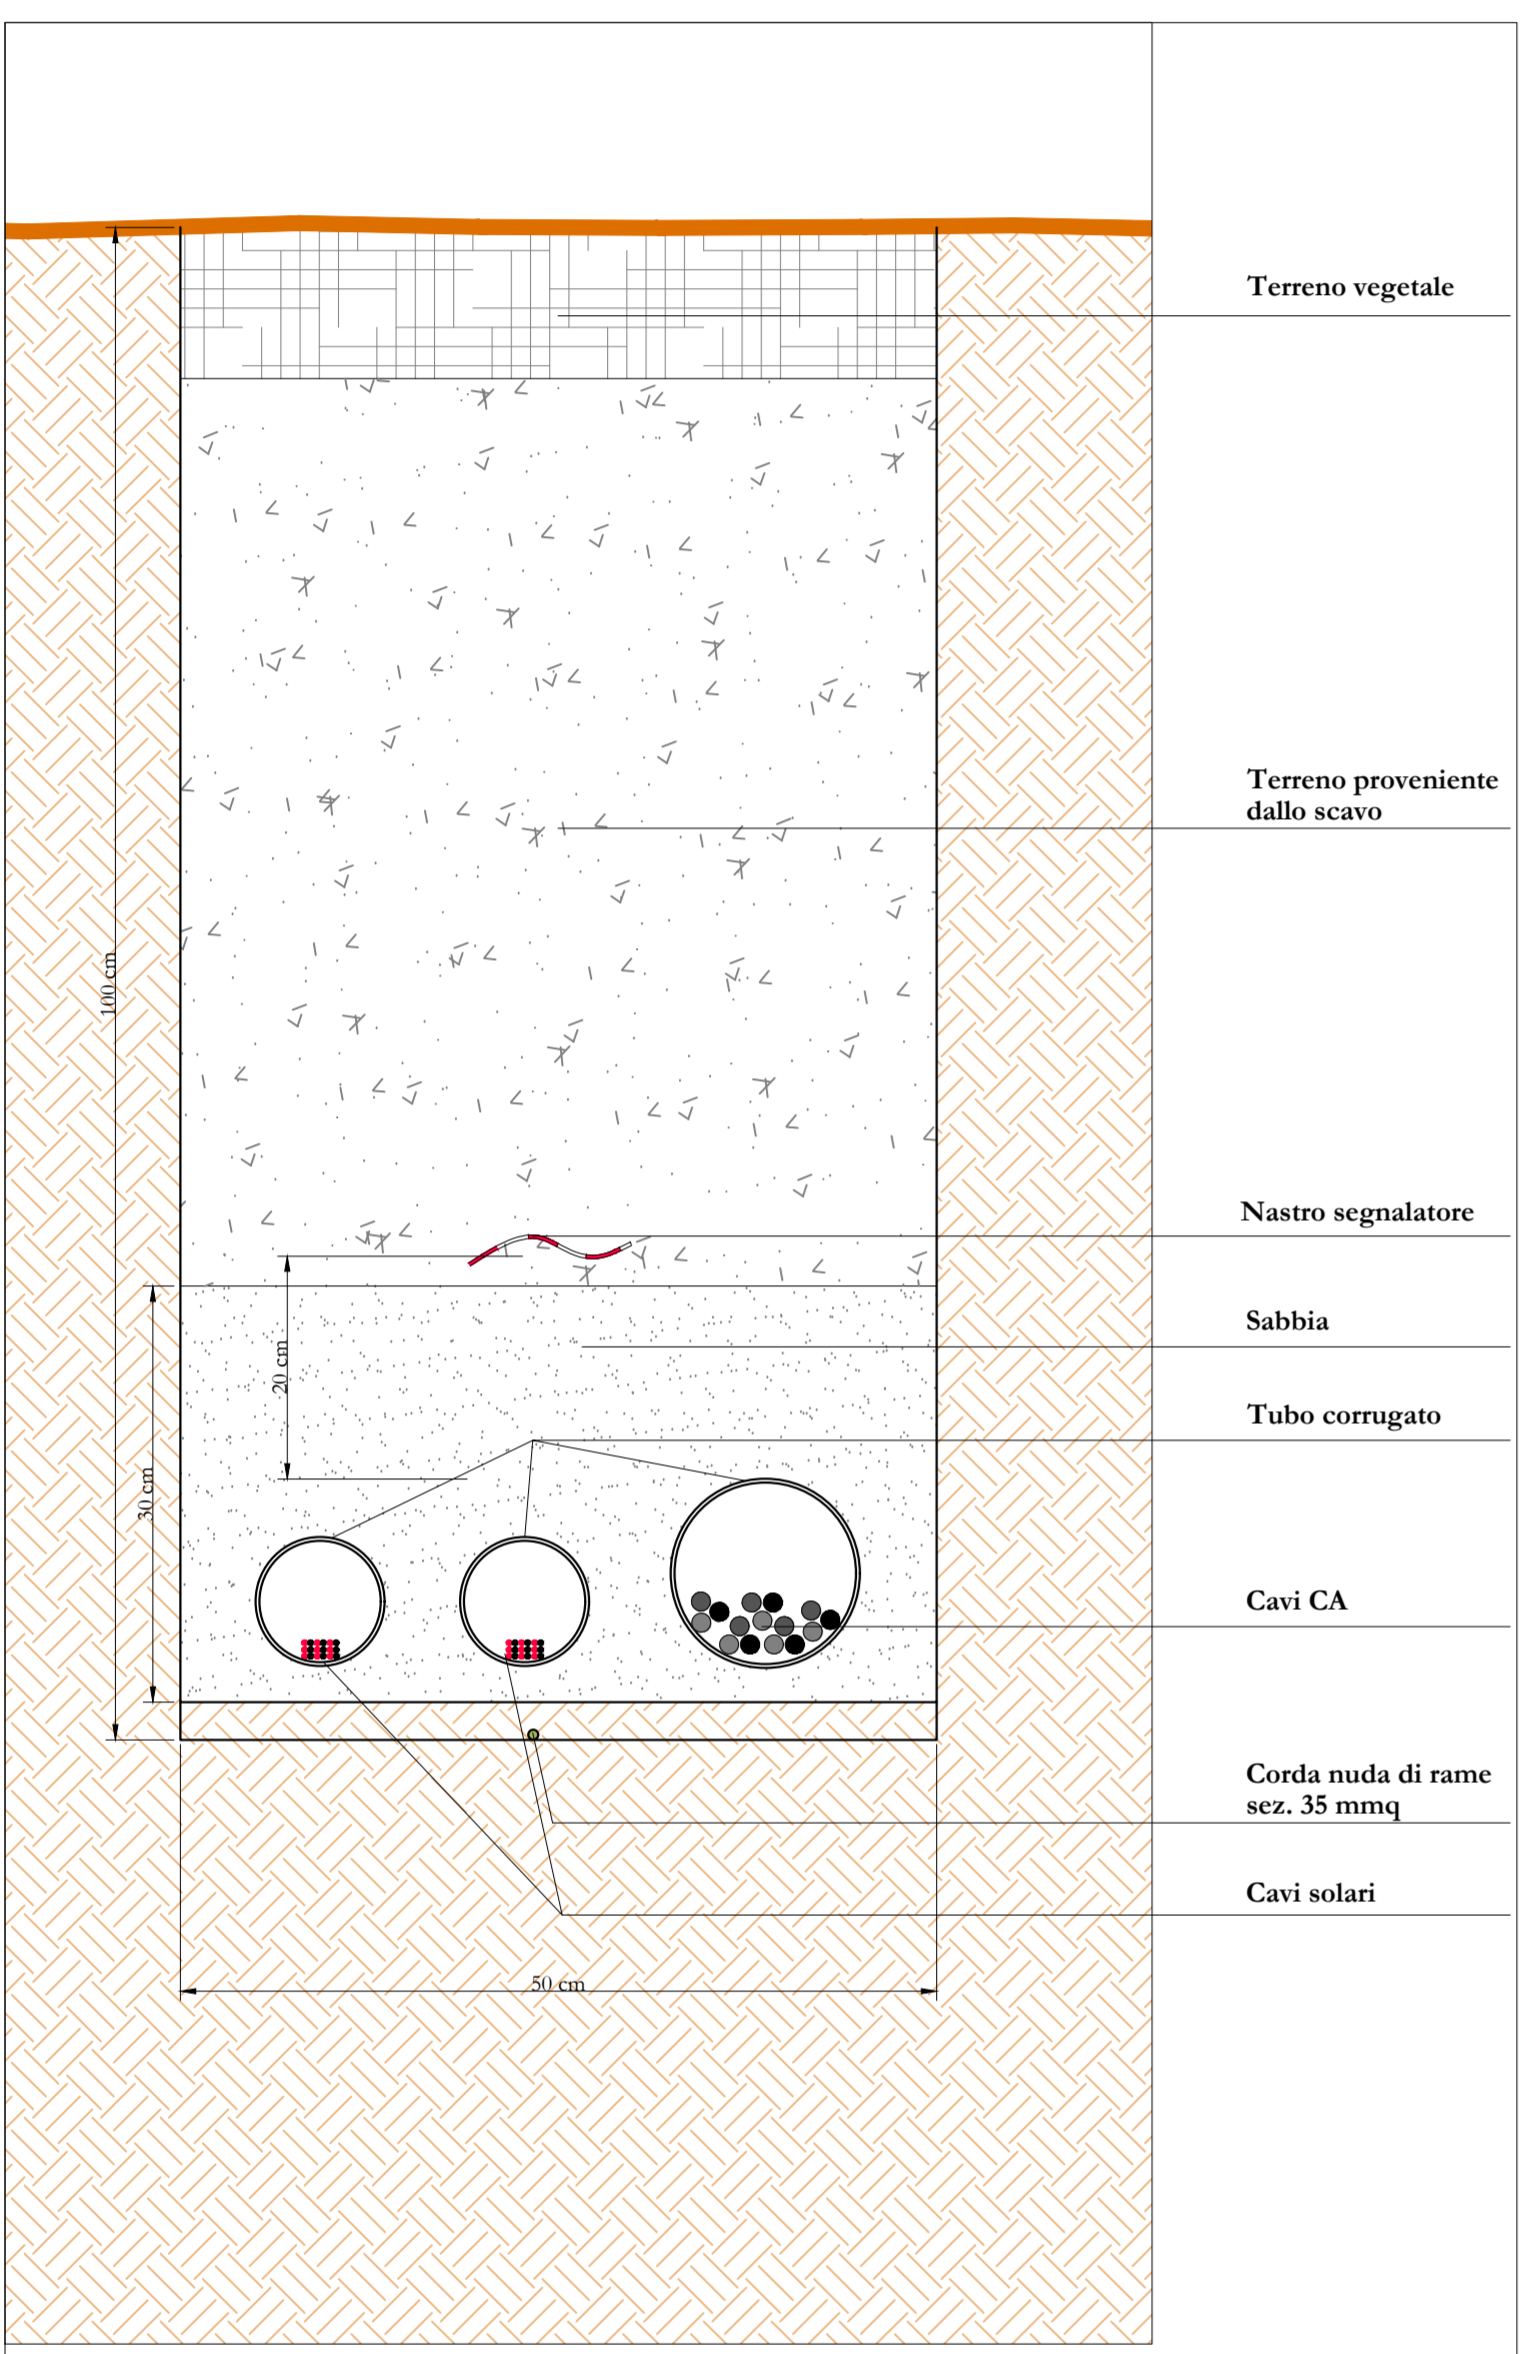 Terreno vegetale
Terreno proveniente
dallo scavo
100 cm
Nastro segnalatore
Sabbia
20 cm
Tubo corrugato
30 cm
Cavi CA
Corda nuda di rame
sez. 35 mmq
Cavi solari
50 cm